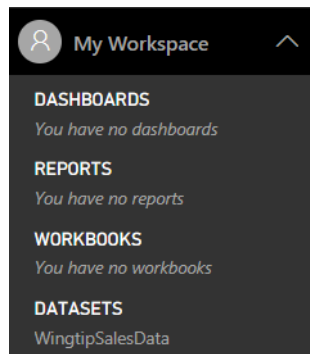 My Workspace
DASHBOARDS
You have no dashboards
REPORTS
You have no reports
WORKBOOKS
You have no workbooks
DATASETS
WingtipSalesData